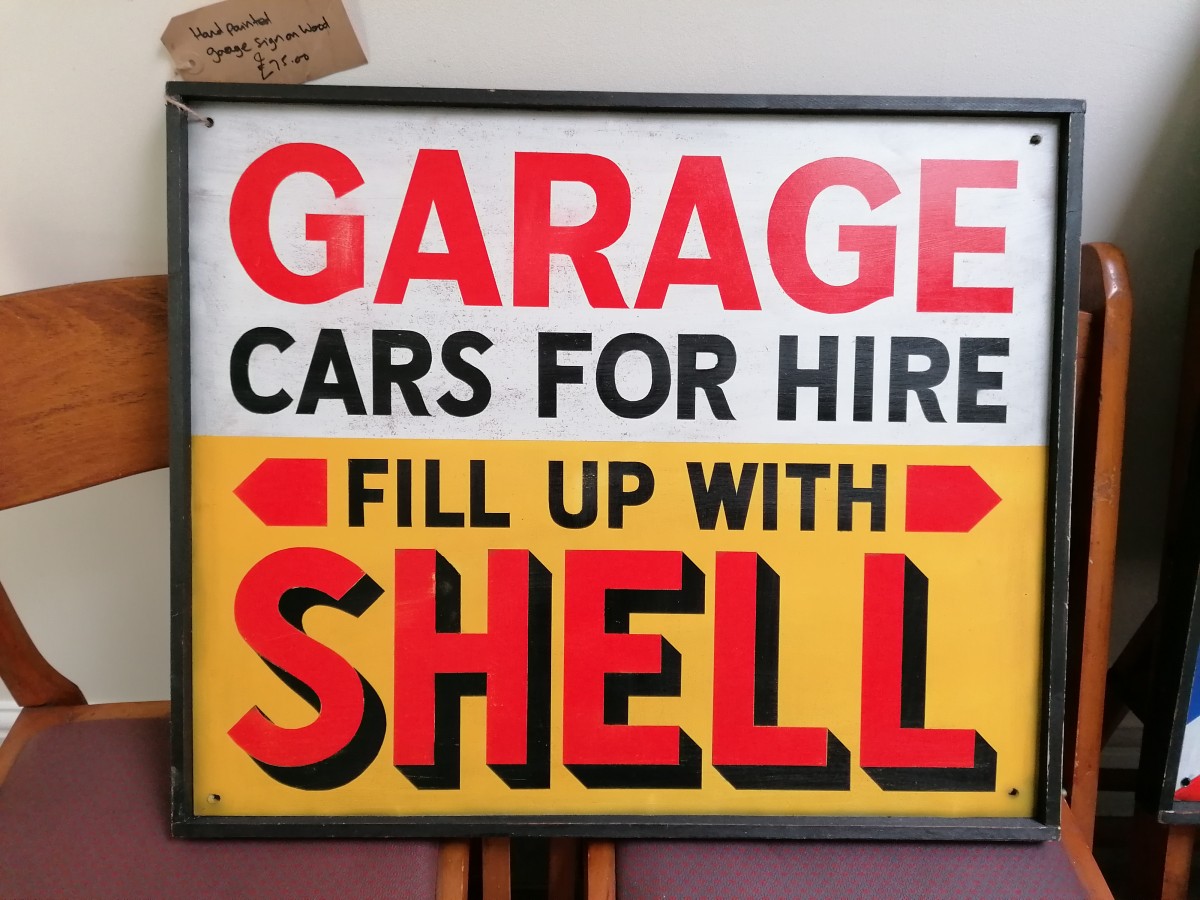 Hand painted
garage sign on wood
£75.00
GARAGE
CARS FOR HIRE
FILL UP WITH
SHELL